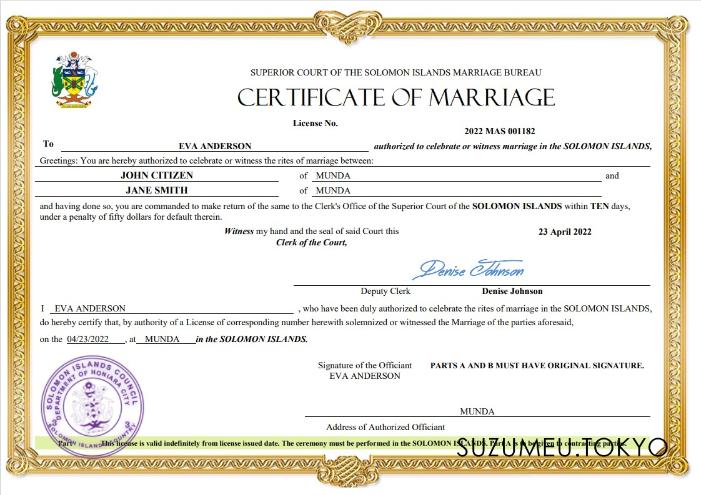 SUPERIOR COURT OF THE SOLOMON ISLANDS MARRIAGE BUREAU
CERTIFICATE OF MARRIAGE
License No.
2022 MAS 001182
To EVA ANDERSON authorized to celebrate or witness marriage in the SOLOMON ISLANDS,
Greetings: You are hereby authorized to celebrate or witness the rites of marriage between:
JOHN CITIZEN of MUNDA and
JANE SMITH of MUNDA
and having done so, you are commanded to make return of the same to the Clerk's Office of the Superior Court of the SOLOMON ISLANDS within TEN days,
under a penalty of fifty dollars for default therein.
Witness my hand and the seal of said Court this 23 April 2022
Clerk of the Court,
Denise Johnson
Deputy Clerk Denise Johnson
I EVA ANDERSON , who have been duly authorized to celebrate the rites of marriage in the SOLOMON ISLANDS,
do hereby certify that, by authority of a License of corresponding number herewith solemnized or witnessed the Marriage of the parties aforesaid,
on the 04/23/2022 , at MUNDA in the SOLOMON ISLANDS.
Signature of the Officiant PARTS A AND B MUST HAVE ORIGINAL SIGNATURE.
EVA ANDERSON
MUNDA
Address of Authorized Officiant
SOLOMON ISLANDS COUNCIL
DEPARTMENT OF HONIARA CITY
SOLOMON ISLANDS COUNTRY
This license is valid indefinitely from license issued date. The ceremony must be performed in the SOLOMON ISLANDS. Part A is to be given to contracting parties.
SUZUMEU.TOKYO